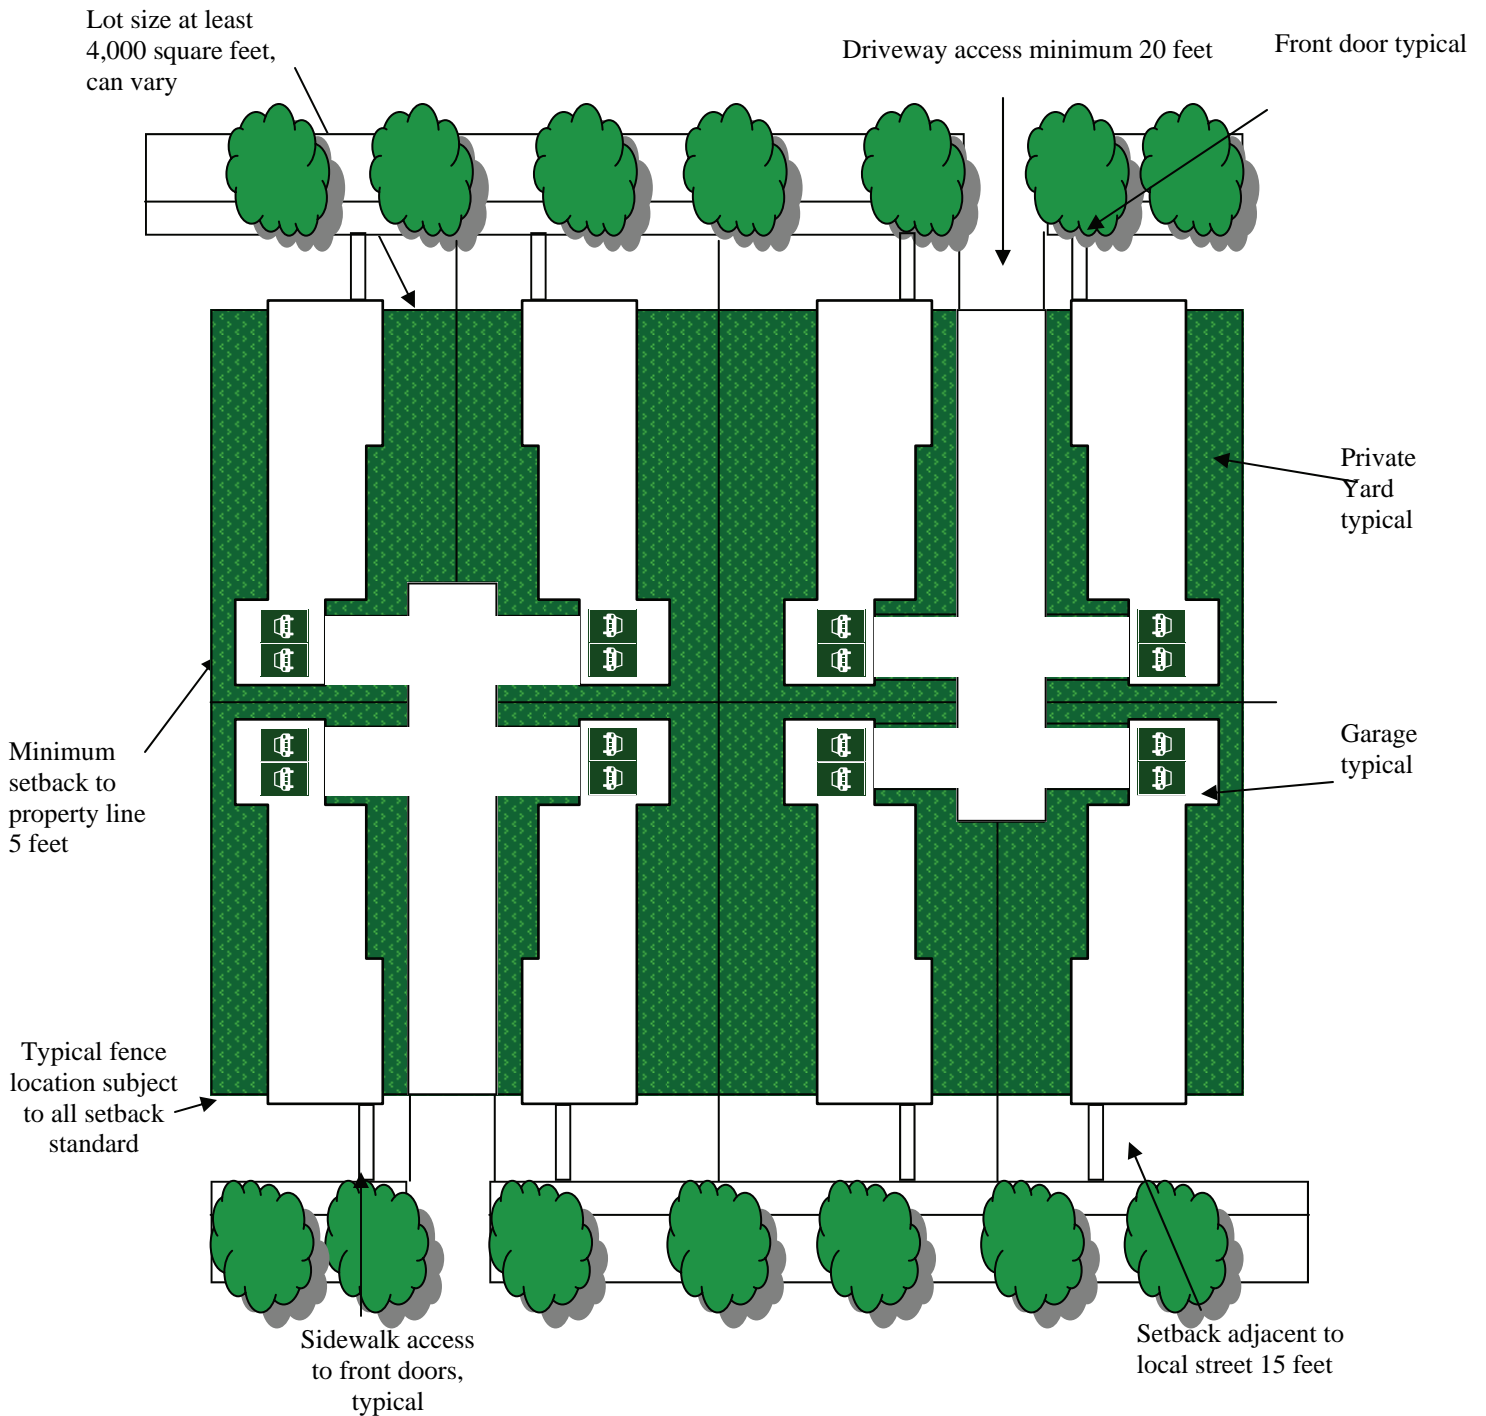 Lot size at least
4,000 square feet,
can vary
Driveway access minimum 20 feet
Front door typical
Private
Yard
typical
Minimum
setback to
property line
5 feet
Garage
typical
Typical fence
location subject
to all setback
standard
Sidewalk access
to front doors,
typical
Setback adjacent to
local street 15 feet